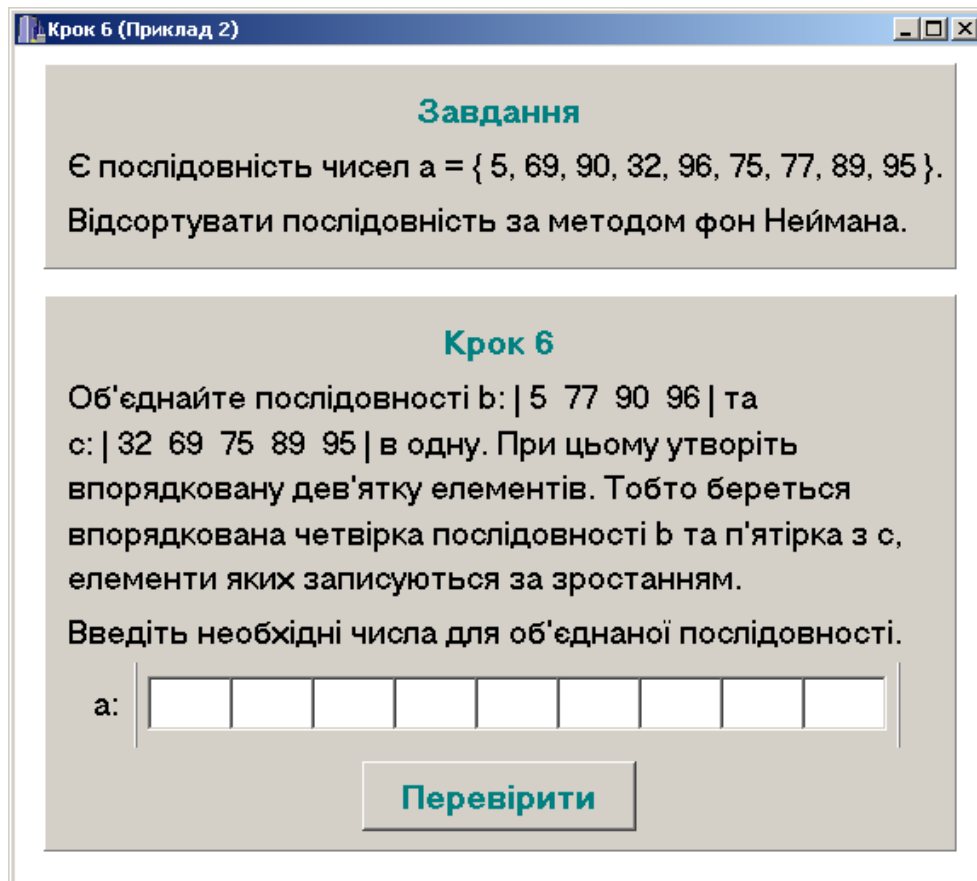 Крок 6 (Приклад 2)
Завдання
Є послідовність чисел a = { 5, 69, 90, 32, 96, 75, 77, 89, 95 }.
Відсортувати послідовність за методом фон Неймана.
Крок 6
Об'єднайте послідовності b: | 5 77 90 96 | та
c: | 32 69 75 89 95 | в одну. При цьому утворіть
впорядковану дев'ятку елементів. Тобто береться
впорядкована четвірка послідовності b та п'ятірка з c,
елементи яких записуються за зростанням.
Введіть необхідні числа для об'єднаної послідовності.
a:
Перевірити